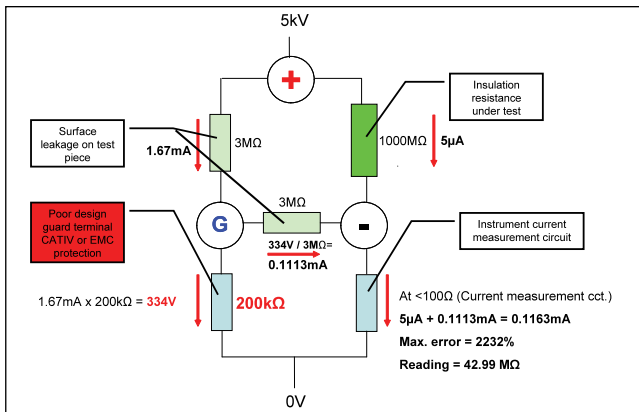 5kV
+
Insulation
resistance
under test
Surface
leakage on test
piece
1.67mA
3MΩ
1000MΩ
5µA
3MΩ
G
-
Poor design
guard terminal
CATIV or EMC
protection
334V / 3MΩ=
0.1113mA
Instrument current
measurement circuit
1.67mA x 200kΩ = 334V
200kΩ
At <100Ω (Current measurement cct.)
5µA + 0.1113mA = 0.1163mA
Max. error = 2232%
Reading = 42.99 MΩ
0V